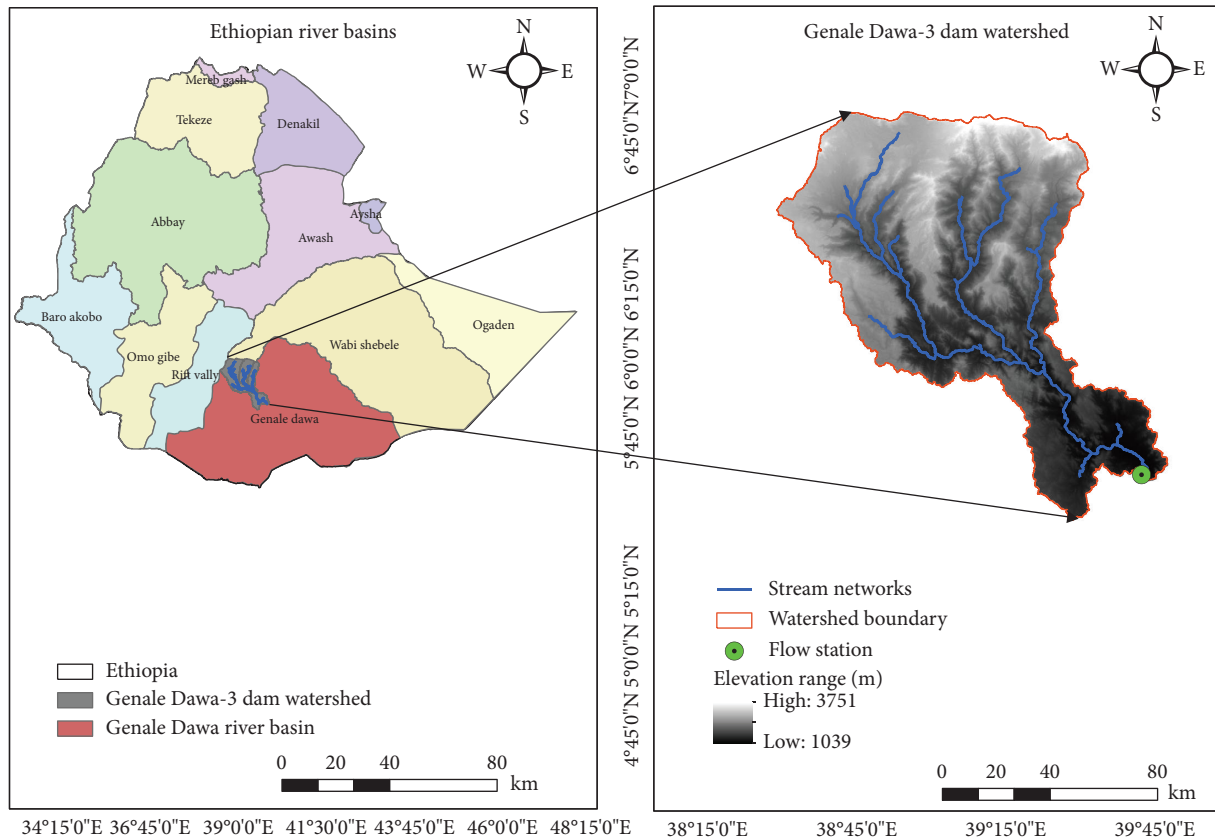 Ethiopian river basins
N
W
E
S
Mereb gash
Tekeze
Denakil
Abbay
Aysha
Awash
Baro akobo
Ogaden
Omo gibe
Wabi shebele
Rift vally
Genale dawa
Ethiopia
Genale Dawa-3 dam watershed
Genale Dawa river basin
0 20 40 80
km
34°15'0"E 36°45'0"E 39°0'0"E 41°30'0"E 43°45'0"E 46°0'0"E 48°15'0"E
4°45'0"N 5°0'0"N 5°15'0"N 5°45'0"N 6°0'0"N 6°15'0"N 6°45'0"N7°0'0"N
Genale Dawa-3 dam watershed
N
W
E
S
Stream networks
Watershed boundary
Flow station
Elevation range (m)
High: 3751
Low: 1039
0 20 40 80
km
38°15'0"E 38°45'0"E 39°15'0"E 39°45'0"E